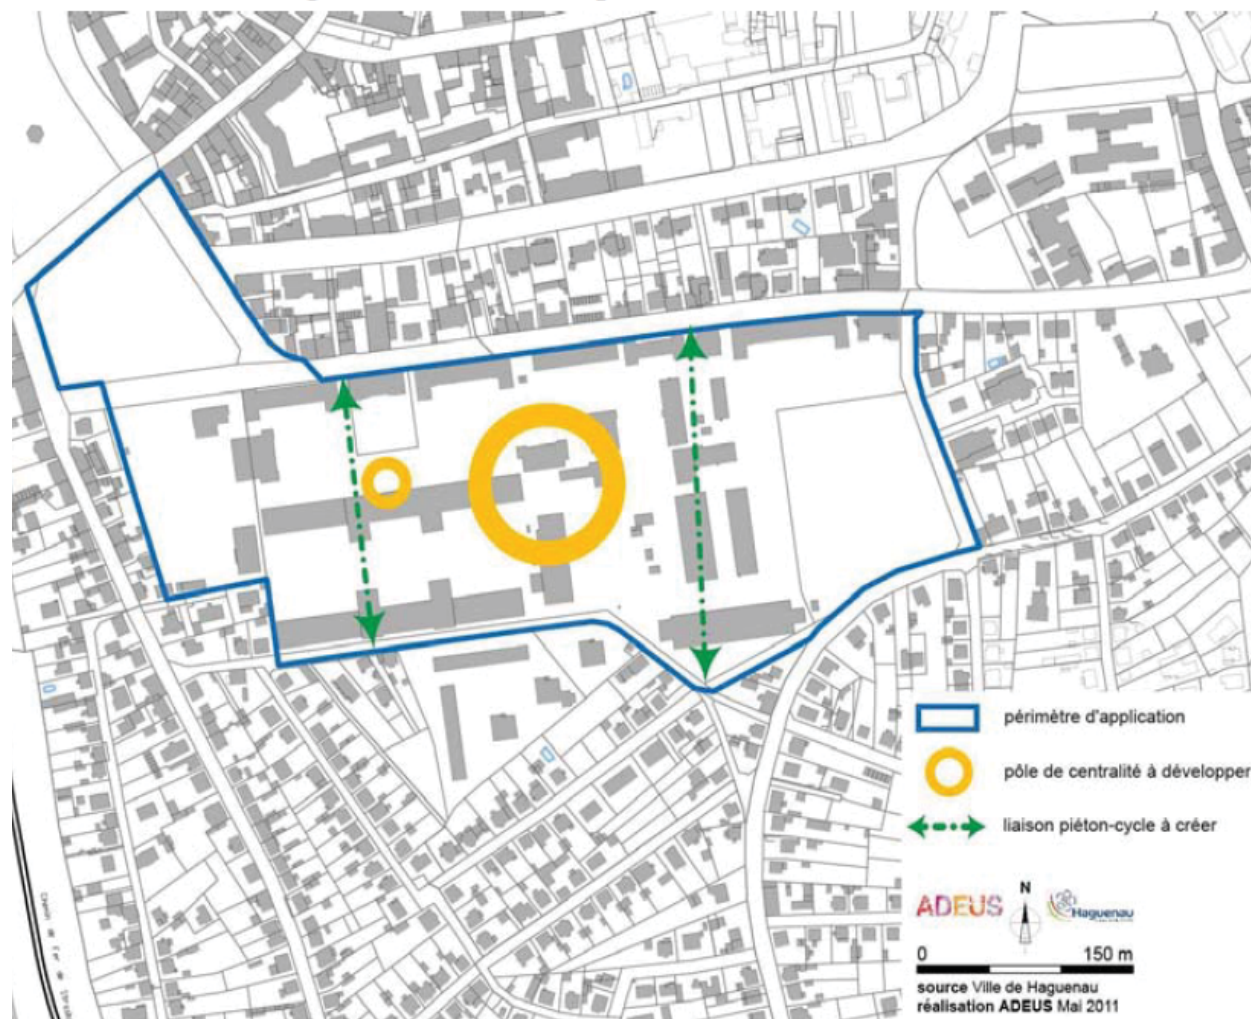 périmètre d'application
pôle de centralité à développer
liaison piéton-cycle à créer
ADEUS
N
Haguenau
0 150 m
source Ville de Haguenau
réalisation ADEUS Mai 2011